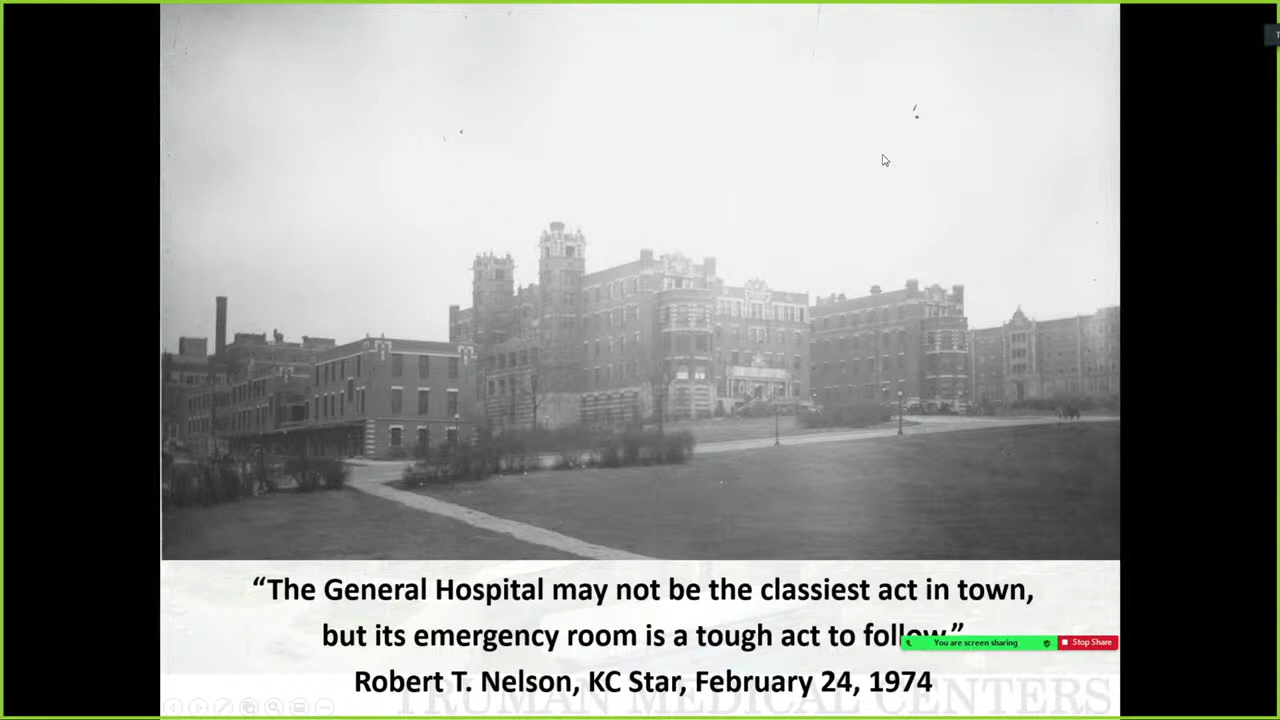 “The General Hospital may not be the classiest act in town,
but its emergency room is a tough act to follow.”
You are screen sharing
Stop Share
Robert T. Nelson, KC Star, February 24, 1974
TRUMAN MEDICAL CENTERS